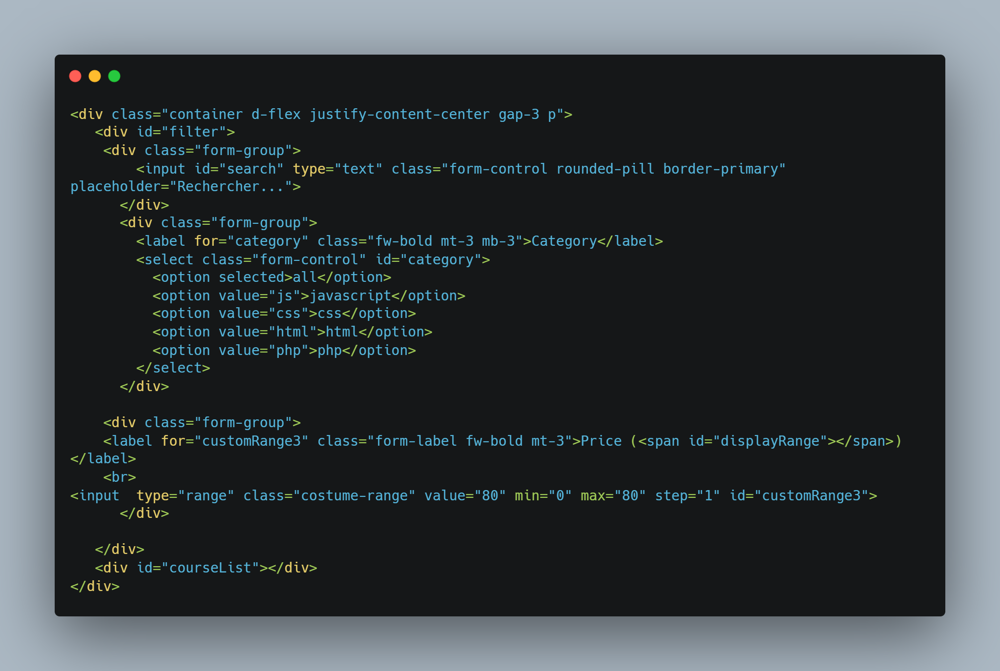 <div class="container d-flex justify-content-center gap-3 p">
   <div id="filter">
    <div class="form-group">
        <input id="search" type="text" class="form-control rounded-pill border-primary"
placeholder="Rechercher...">
      </div>
      <div class="form-group">
        <label for="category" class="fw-bold mt-3 mb-3">Category</label>
        <select class="form-control" id="category">
          <option selected>all</option>
          <option value="js">javascript</option>
          <option value="css">css</option>
          <option value="html">html</option>
          <option value="php">php</option>
        </select>
      </div>

    <div class="form-group">
    <label for="customRange3" class="form-label fw-bold mt-3">Price (<span id="displayRange"></span>)
</label>
    <br>
<input  type="range" class="costume-range" value="80" min="0" max="80" step="1" id="customRange3">
      </div>

   </div>
   <div id="courseList"></div>
</div>